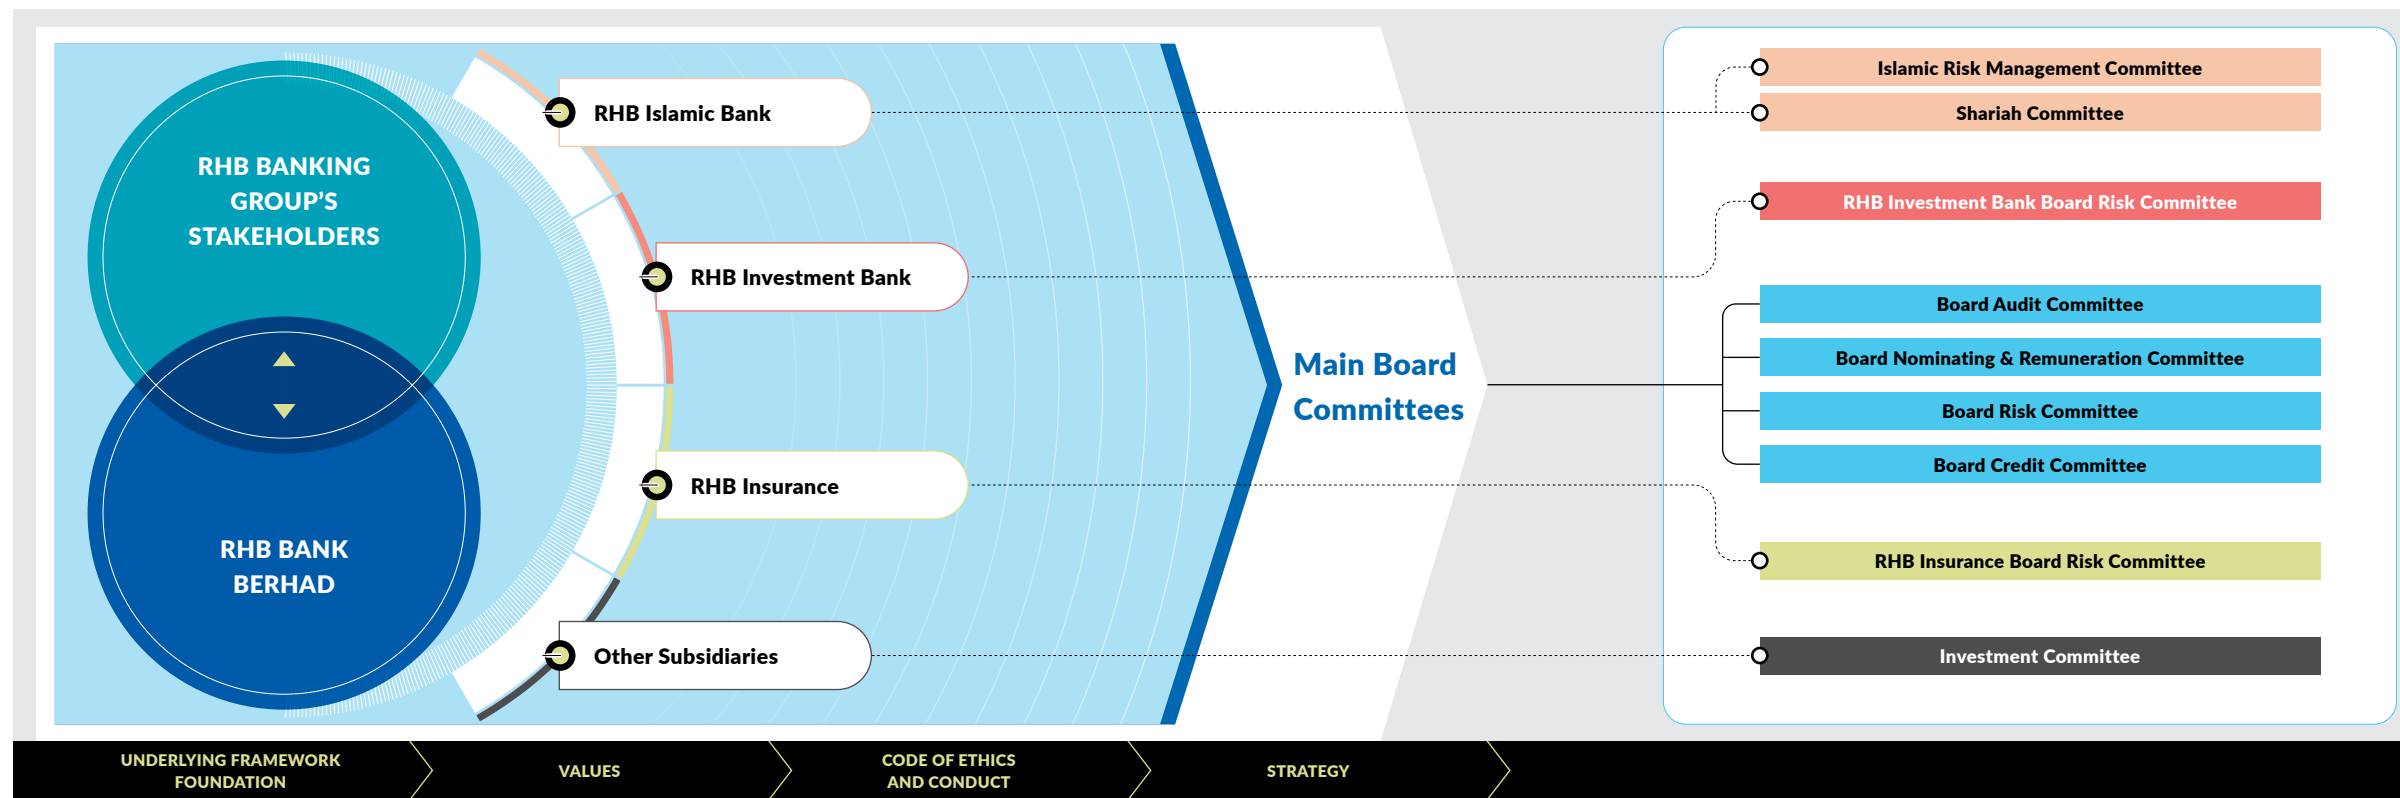 RHB BANKING
GROUP’S
STAKEHOLDERS
RHB BANK
BERHAD
RHB Islamic Bank
RHB Investment Bank
RHB Insurance
Other Subsidiaries
Main Board
Committees
Islamic Risk Management Committee
Shariah Committee
RHB Investment Bank Board Risk Committee
Board Audit Committee
Board Nominating & Remuneration Committee
Board Risk Committee
Board Credit Committee
RHB Insurance Board Risk Committee
Investment Committee
UNDERLYING FRAMEWORK
FOUNDATION
VALUES
CODE OF ETHICS
AND CONDUCT
STRATEGY